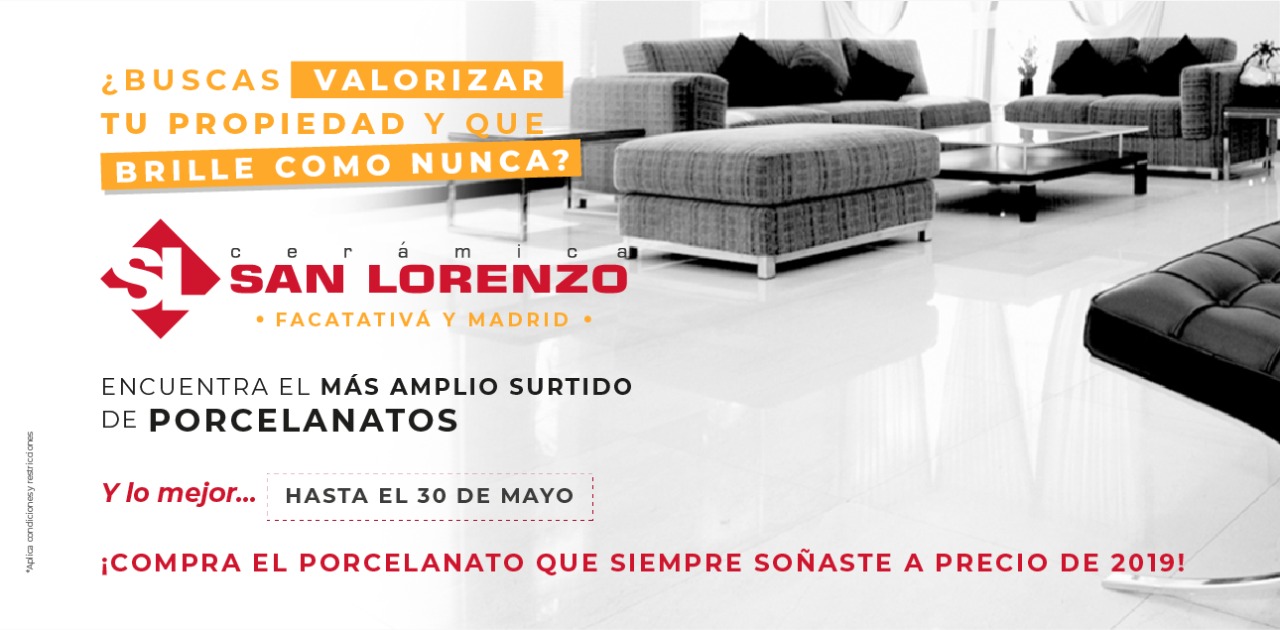 ¿BUSCAS VALORIZAR
TU PROPIEDAD Y QUE
BRILLE COMO NUNCA?
SL
cerámica
SAN LORENZO
• FACATATIVÁ Y MADRID •
ENCUENTRA EL MÁS AMPLIO SURTIDO
DE PORCELANATOS
Y lo mejor... HASTA EL 30 DE MAYO
¡COMPRA EL PORCELANATO QUE SIEMPRE SOÑASTE A PRECIO DE 2019!
*Aplica condiciones y restricciones